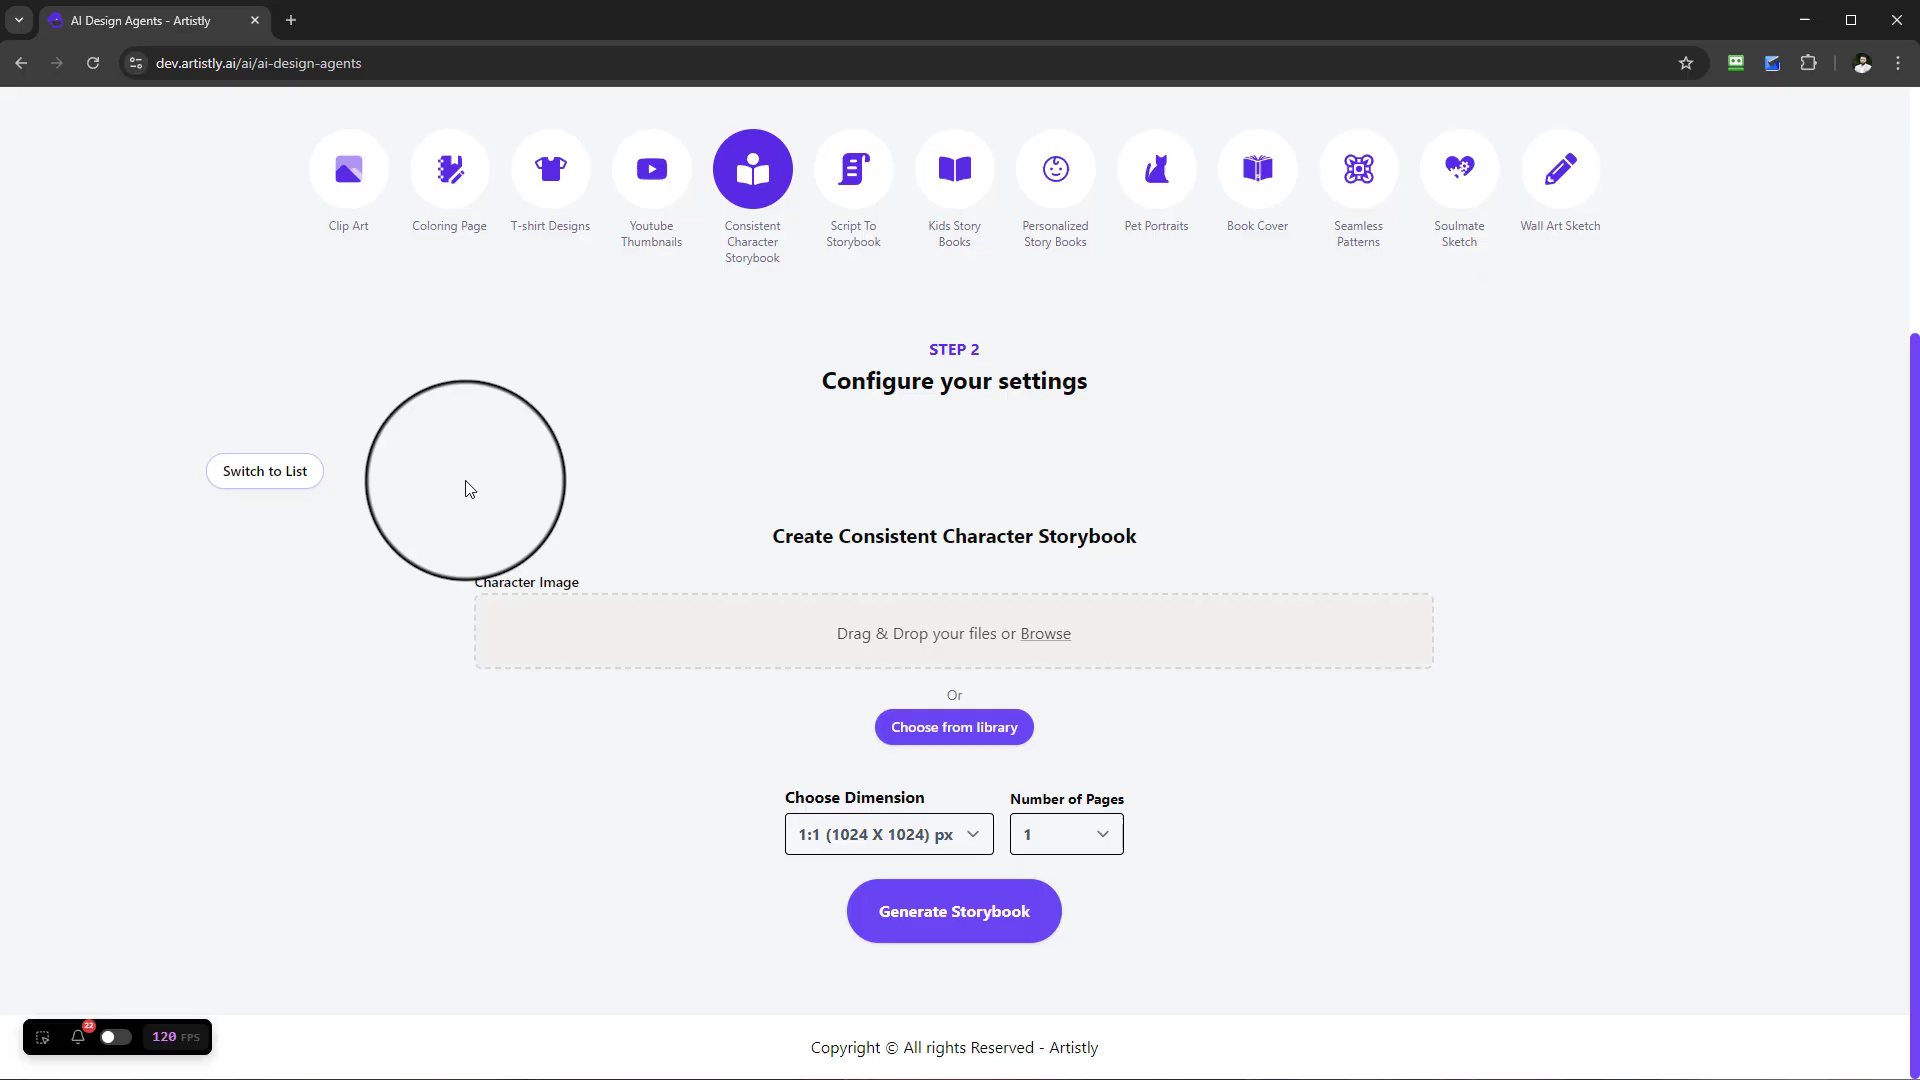 AI Design Agents - Artistly
dev.artistly.ai/ai/ai-design-agents
Clip Art
Coloring Page
T-shirt Designs
Youtube
Thumbnails
Consistent
Character
Storybook
Script To
Storybook
Kids Story
Books
Personalized
Story Books
Pet Portraits
Book Cover
Seamless
Patterns
Soulmate
Sketch
Wall Art Sketch
STEP 2
Configure your settings
Switch to List
Create Consistent Character Storybook
Character Image
Drag & Drop your files or Browse
Or
Choose from library
Choose Dimension
Number of Pages
1:1 (1024 X 1024) px
1
Generate Storybook
22
120 FPS
Copyright © All rights Reserved - Artistly